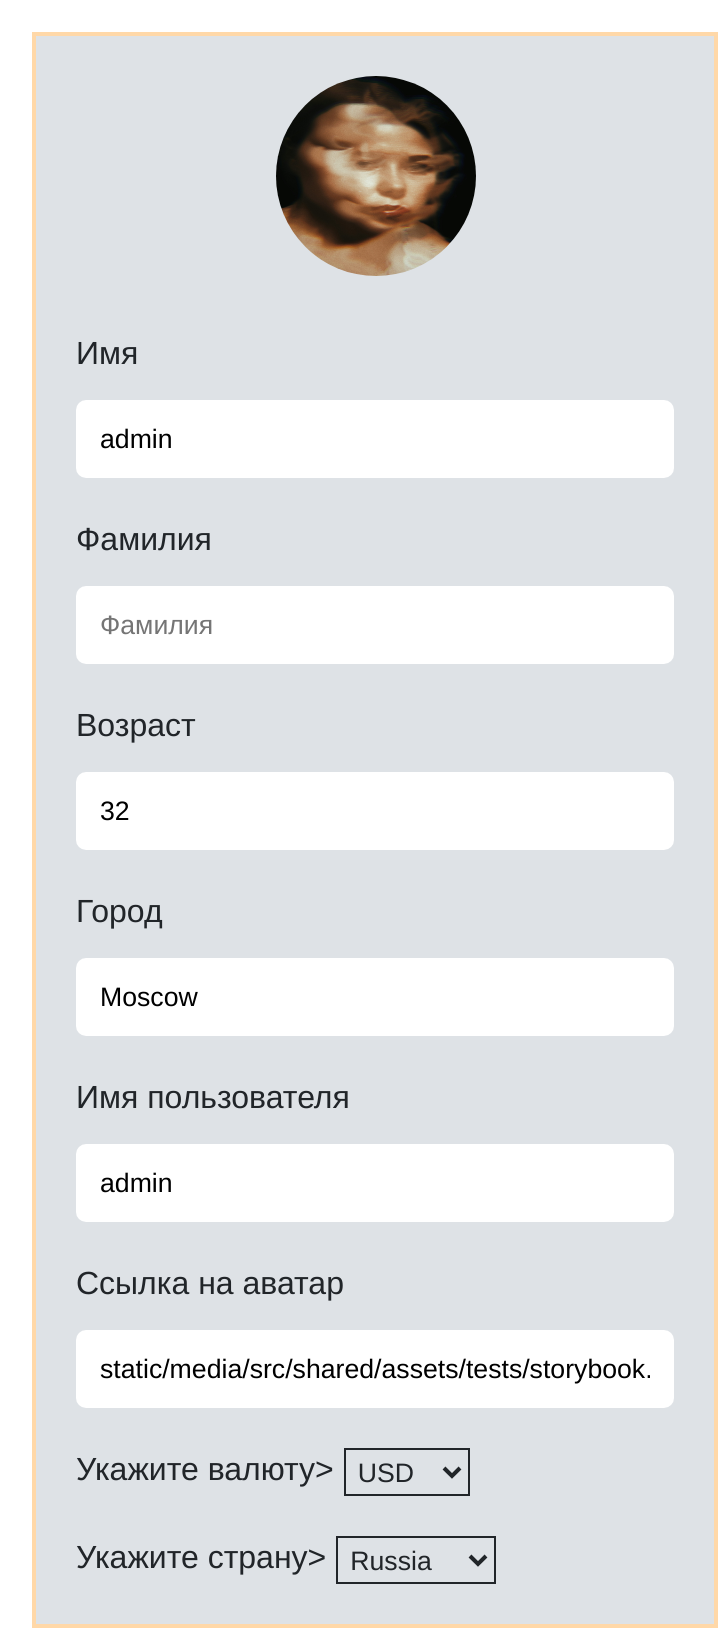 Имя
admin
Фамилия
Фамилия
Возраст
32
Город
Moscow
Имя пользователя
admin
Ссылка на аватар
static/media/src/shared/assets/tests/storybook.
Укажите валюту> USD
Укажите страну> Russia